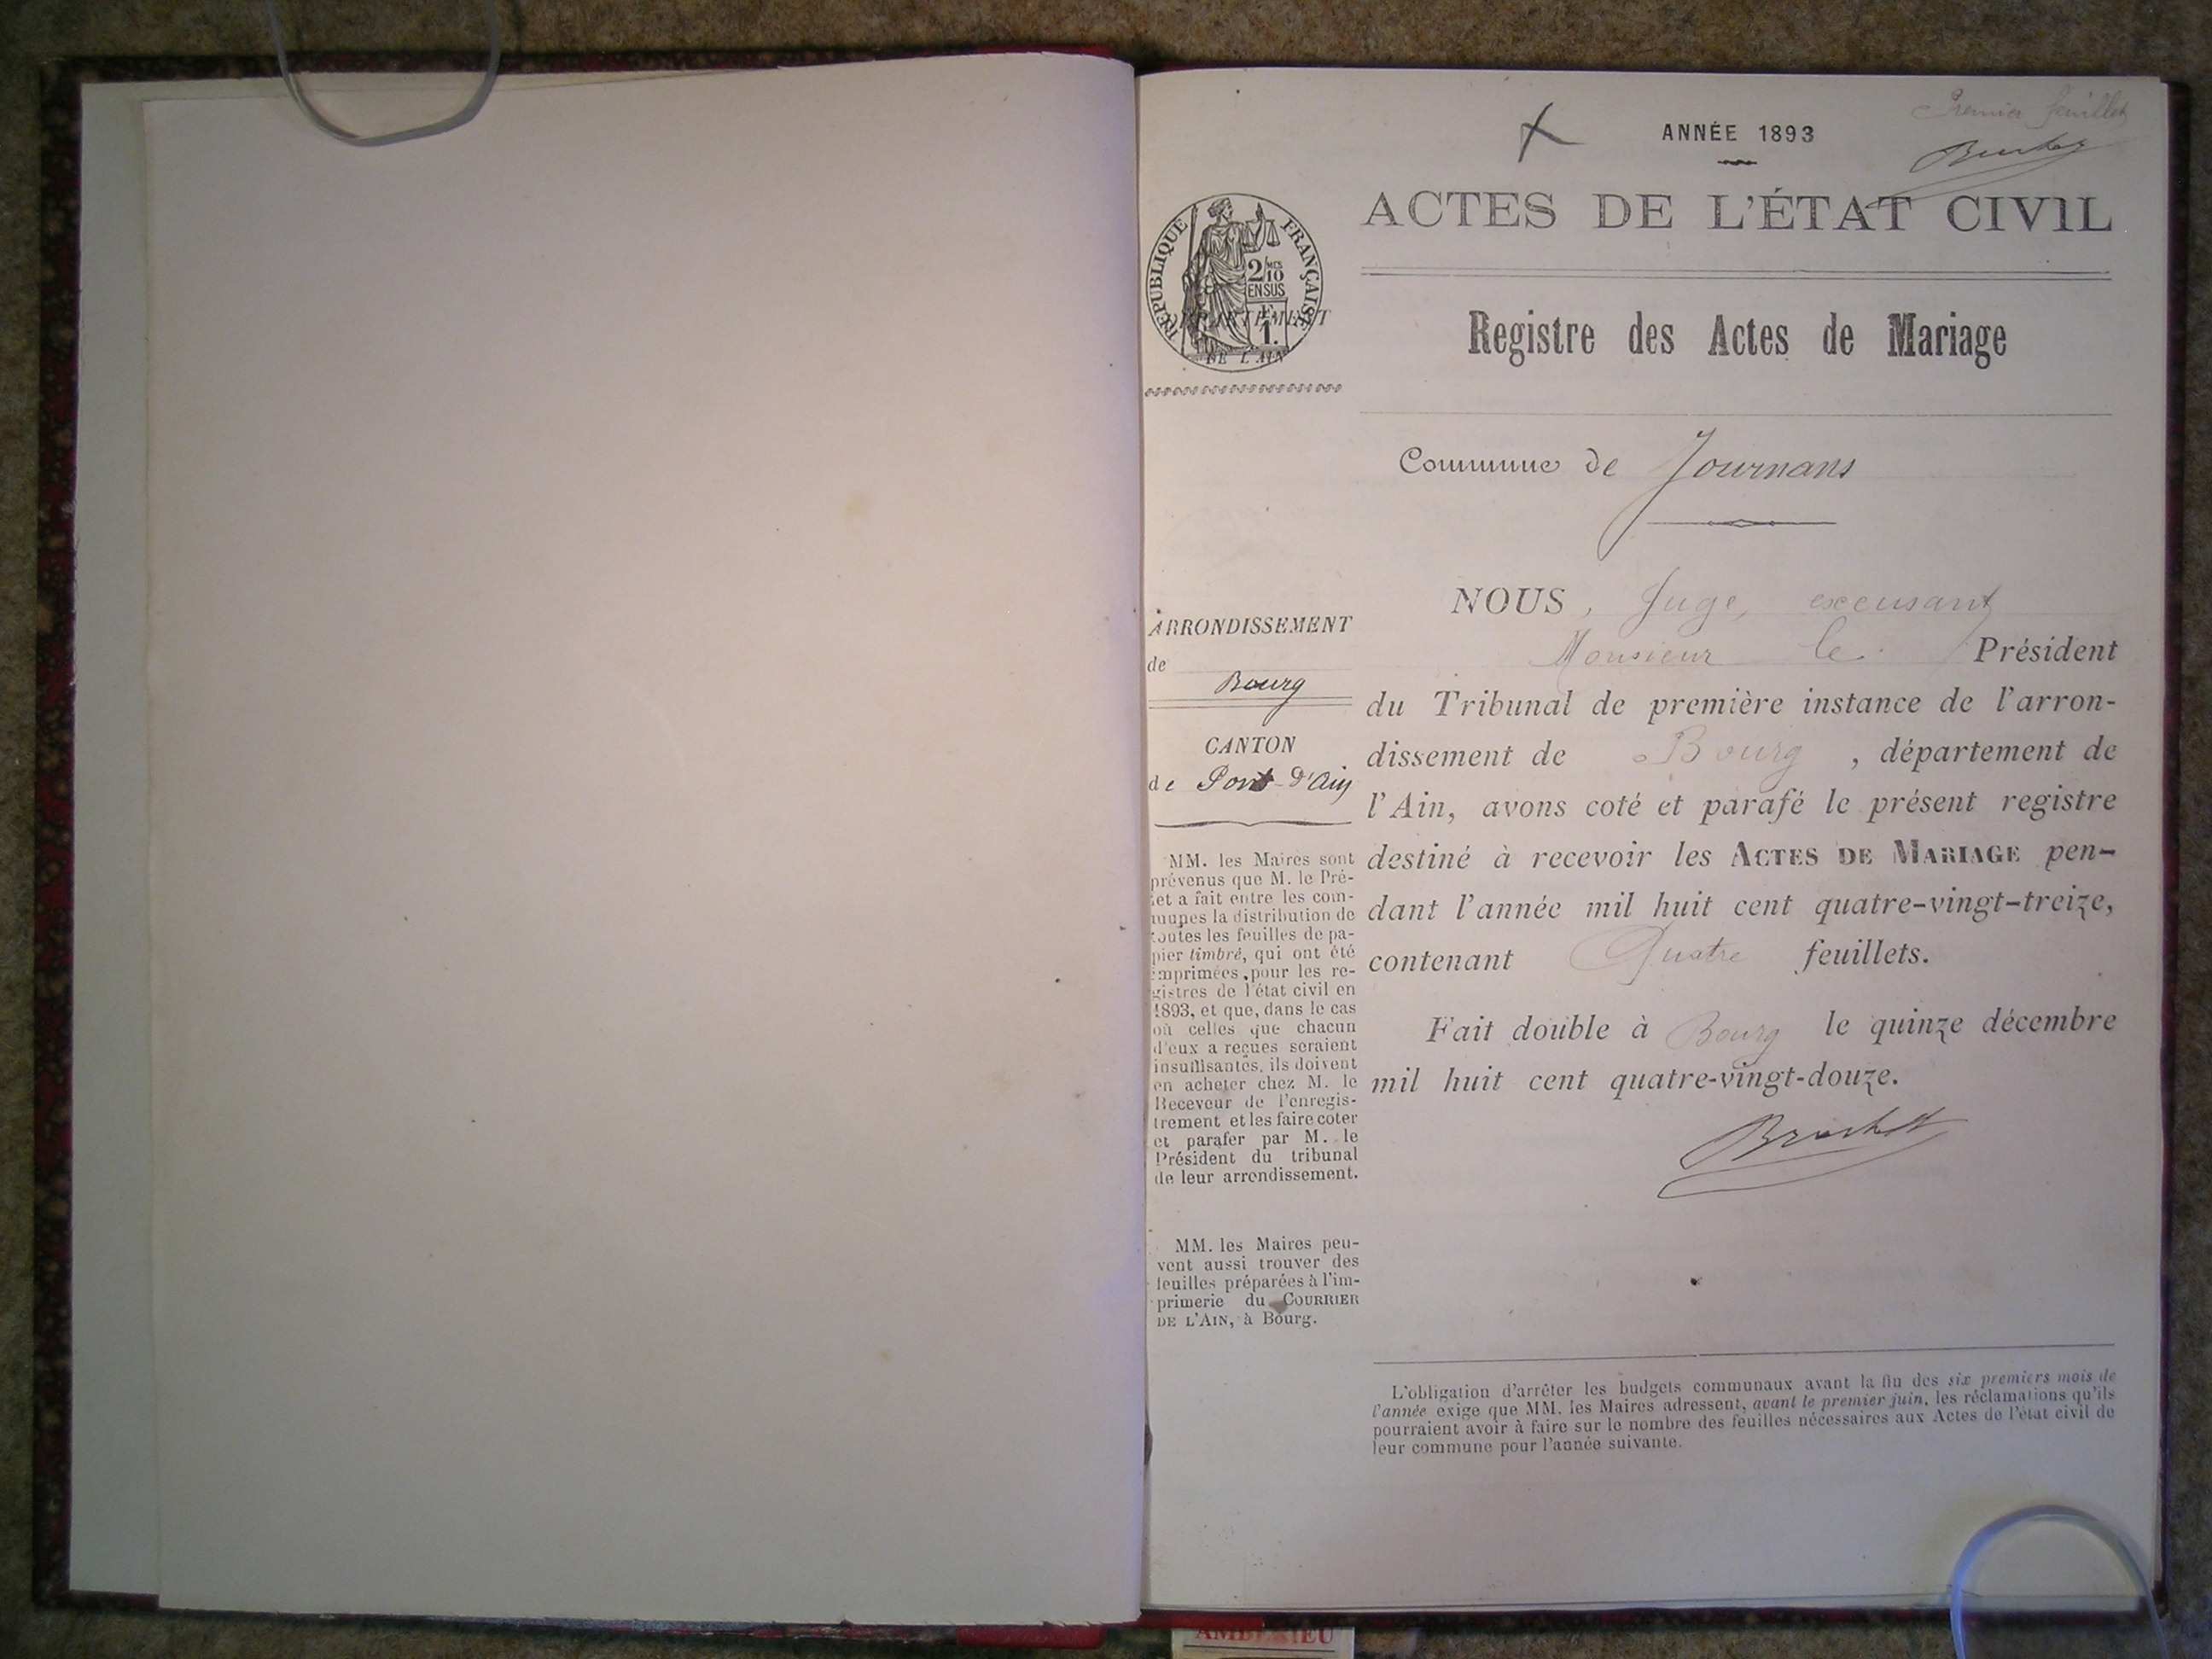 Premier feuillet
ANNÉE 1893
ACTES DE L'ÉTAT CIVIL
RÉPUBLIQUE FRANÇAISE
2 MES
10
EN SUS
1.
DÉPARTEMENT
DE L'AIN
Registre des Actes de Mariage
Commune de Journans
ARRONDISSEMENT
de
Bourg
CANTON
de Pont-d'Ain
MM. les Maires sont
prévenus que M. le Pré-
fet a fait entre les com-
munes la distribution de
toutes les feuilles de pa-
pier timbré, qui ont été
imprimées pour les re-
gistres de l'état civil en
1893, et que, dans le cas
où celles que chacun
d'eux a reçues seraient
insuffisantes, ils doivent
en acheter chez M. le
Receveur de l'enregis-
trement et les faire coter
et parafer par M. le
Président du tribunal
de leur arrondissement.
MM. les Maires peu-
vent aussi trouver des
feuilles préparées à l'im-
primerie du COURRIER
DE L'AIN, à Bourg.
NOUS, Juge, excusant
Monsieur le Président
du Tribunal de première instance de l'arron-
dissement de Bourg, département de
l'Ain, avons coté et parafé le présent registre
destiné à recevoir les ACTES DE MARIAGE pen-
dant l'année mil huit cent quatre-vingt-treize,
contenant Quatre feuillets.
Fait double à Bourg le quinze décembre
mil huit cent quatre-vingt-douze.
L'obligation d'arrêter les budgets communaux avant la fin des six premiers mois de
l'année exige que MM. les Maires adressent, avant le premier juin, les réclamations qu'ils
pourraient avoir à faire sur le nombre des feuilles nécessaires aux Actes de l'état civil de
leur commune pour l'année suivante.